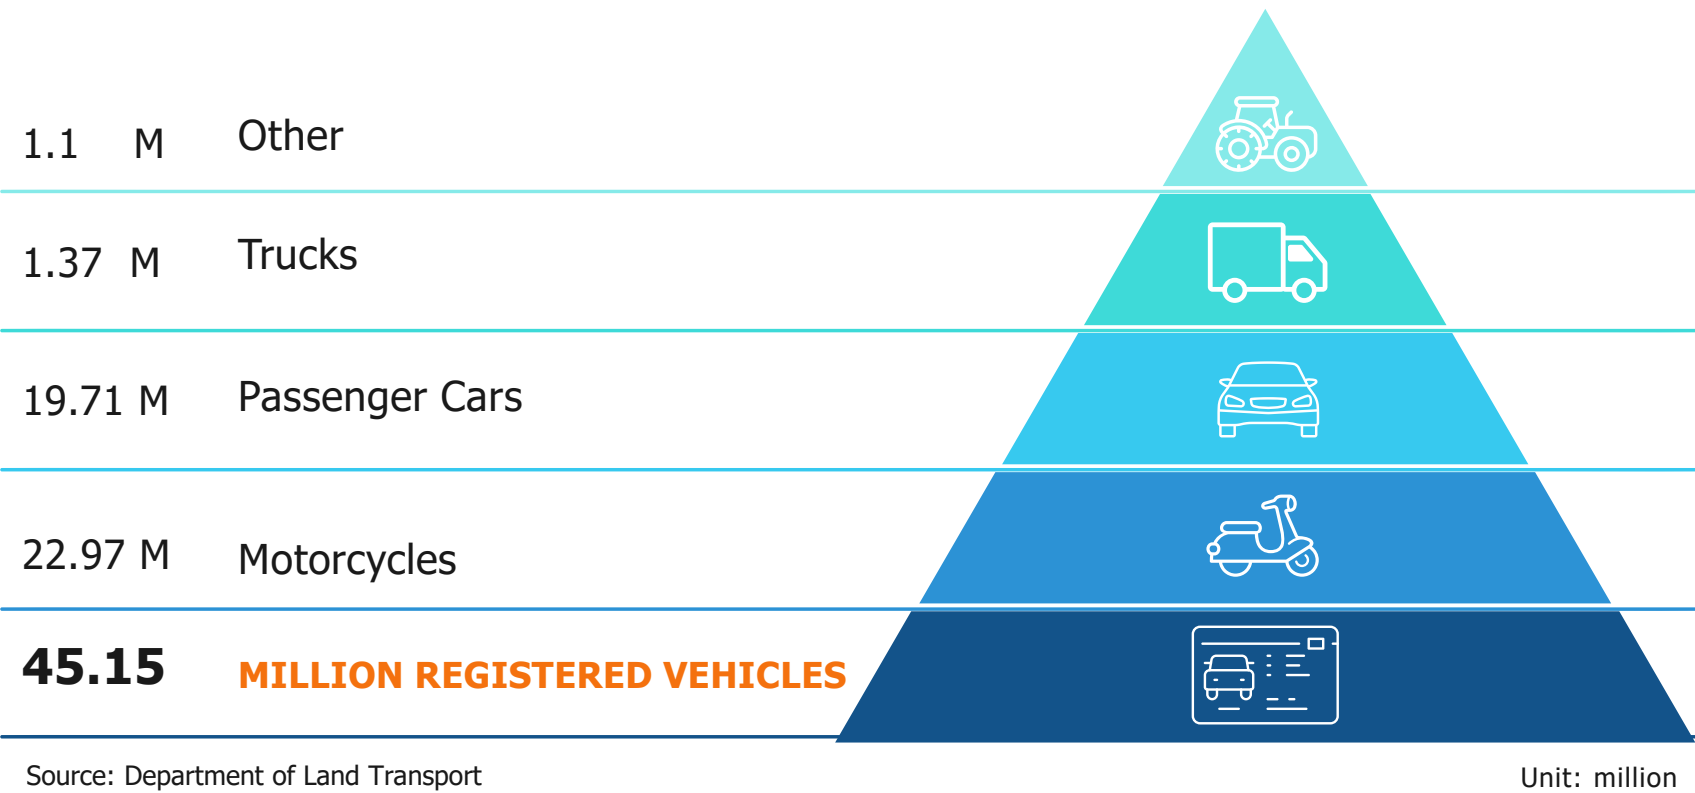 1.1 M Other
1.37 M Trucks
19.71 M Passenger Cars
22.97 M Motorcycles
45.15 MILLION REGISTERED VEHICLES
Source: Department of Land Transport
Unit: million